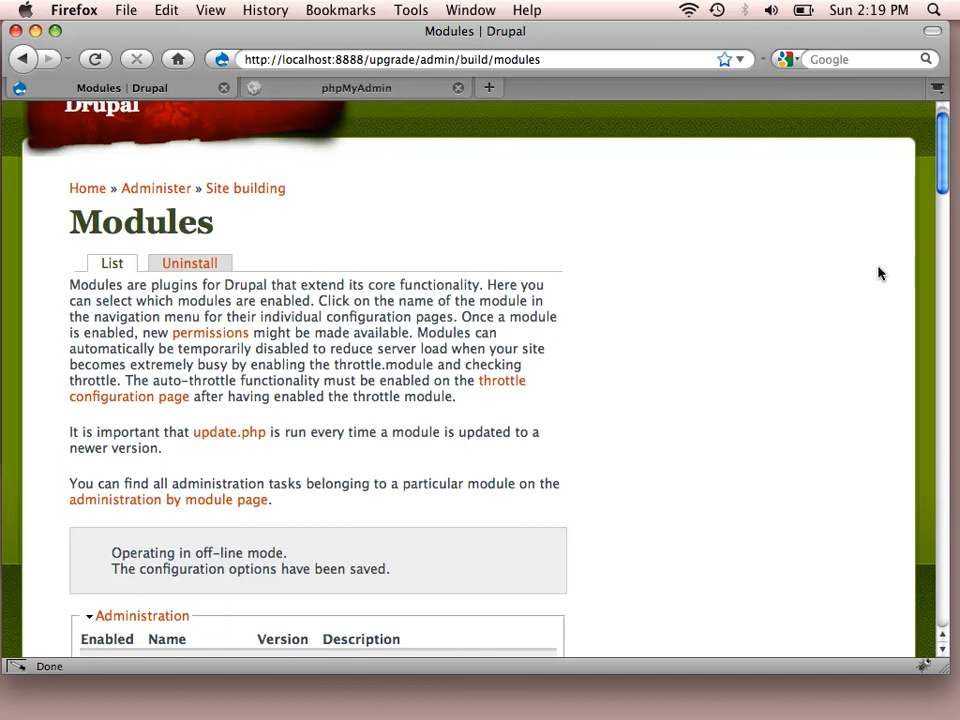 Firefox File Edit View History Bookmarks Tools Window Help Sun 2:19 PM
Modules | Drupal
http://localhost:8888/upgrade/admin/build/modules Google
Modules | Drupal phpMyAdmin
Drupal
Home » Administer » Site building
Modules
List Uninstall
Modules are plugins for Drupal that extend its core functionality. Here you
can select which modules are enabled. Click on the name of the module in
the navigation menu for their individual configuration pages. Once a module
is enabled, new permissions might be made available. Modules can
automatically be temporarily disabled to reduce server load when your site
becomes extremely busy by enabling the throttle.module and checking
throttle. The auto-throttle functionality must be enabled on the throttle
configuration page after having enabled the throttle module.
It is important that update.php is run every time a module is updated to a
newer version.
You can find all administration tasks belonging to a particular module on the
administration by module page.
Operating in off-line mode.
The configuration options have been saved.
Administration
Enabled Name Version Description
Done